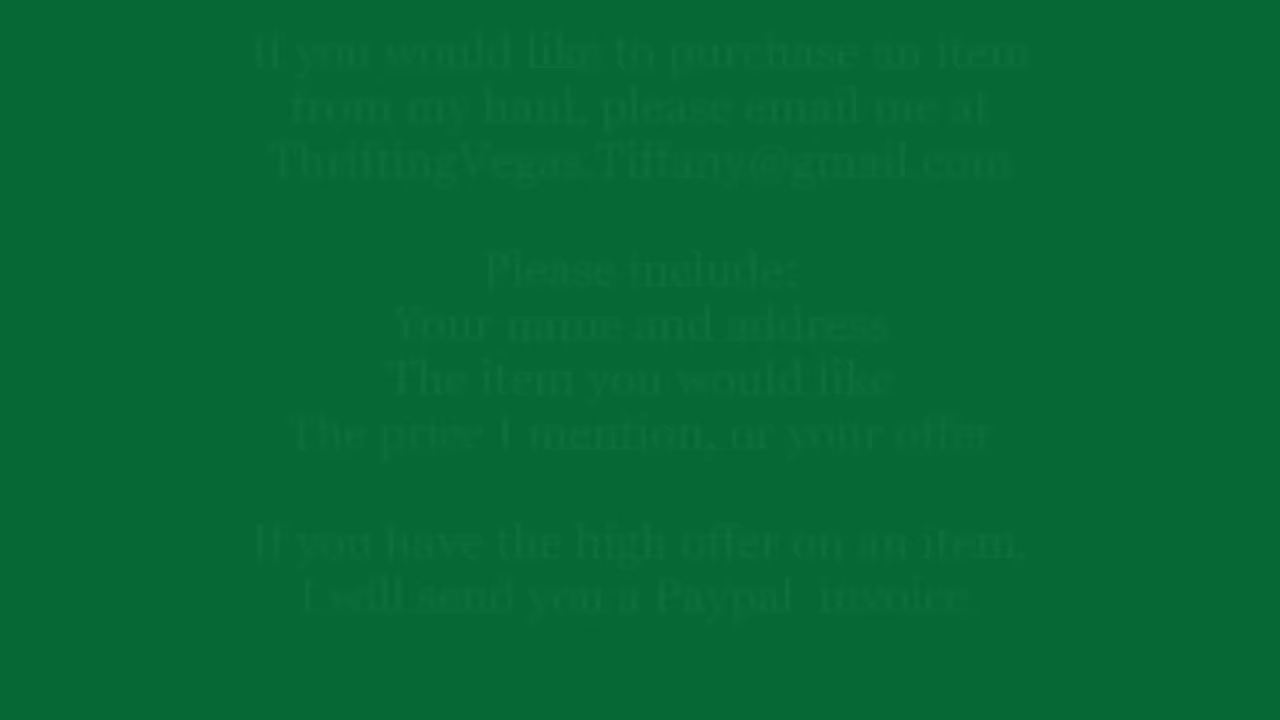 If you would like to purchase an item
from my haul, please email me at
ThriftingVegas.Tiffany@gmail.com
Please include:
Your name and address
The item you would like
The price I mention, or your offer
If you have the high offer on an item,
I will send you a Paypal invoice.